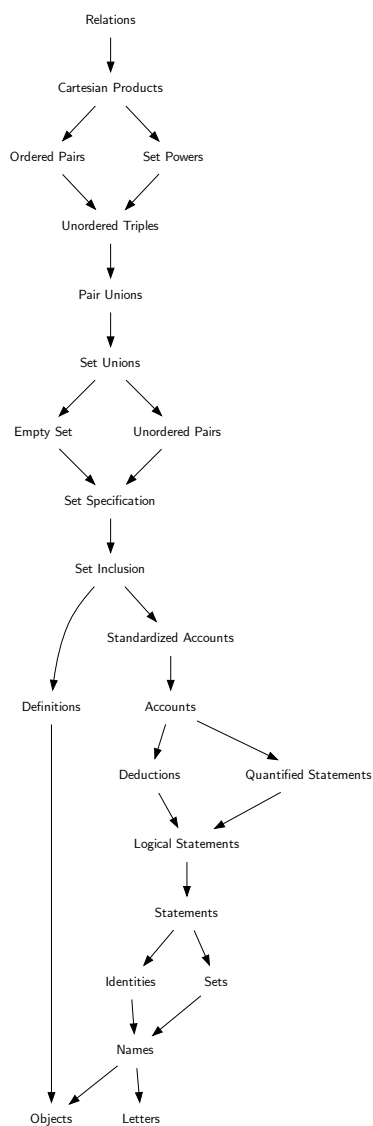 Relations
Cartesian Products
Ordered Pairs
Set Powers
Unordered Triples
Pair Unions
Set Unions
Empty Set
Unordered Pairs
Set Specification
Set Inclusion
Standardized Accounts
Definitions
Accounts
Deductions
Quantified Statements
Logical Statements
Statements
Identities
Sets
Names
Objects
Letters